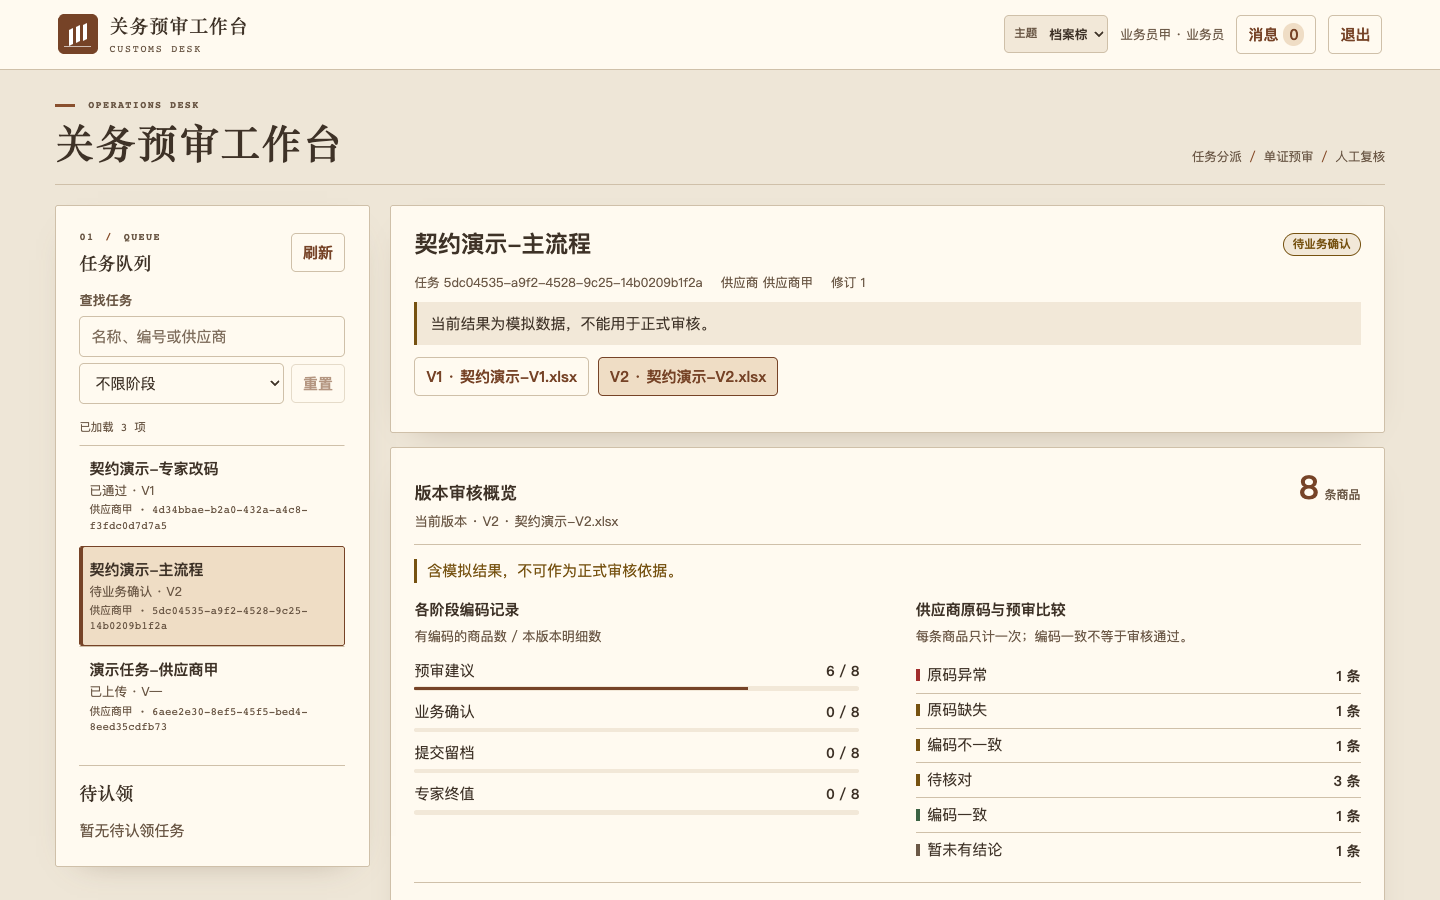 关务预审工作台
CUSTOMS DESK
主题 档案棕
业务员甲 · 业务员
消息 0
退出
OPERATIONS DESK
关务预审工作台
任务分派 / 单证预审 / 人工复核
01 / QUEUE
任务队列
刷新
查找任务
名称、编号或供应商
不限阶段
重置
已加载 3 项
契约演示-专家改码
已通过 · V1
供应商甲 · 4d34bbae-b2a0-432a-a4c8-
f3fdc0d7d7a5
契约演示-主流程
待业务确认 · V2
供应商甲 · 5dc04535-a9f2-4528-9c25-
14b0209b1f2a
演示任务-供应商甲
已上传 · V—
供应商甲 · 6aee2e30-8ef5-45f5-bed4-
8eed35cdfb73
待认领
暂无待认领任务
契约演示-主流程
待业务确认
任务 5dc04535-a9f2-4528-9c25-14b0209b1f2a 供应商 供应商甲 修订 1
当前结果为模拟数据，不能用于正式审核。
V1 · 契约演示-V1.xlsx
V2 · 契约演示-V2.xlsx
版本审核概览
8 条商品
当前版本 · V2 · 契约演示-V2.xlsx
含模拟结果，不可作为正式审核依据。
各阶段编码记录
有编码的商品数 / 本版本明细数
预审建议 6 / 8
业务确认 0 / 8
提交留档 0 / 8
专家终值 0 / 8
供应商原码与预审比较
每条商品只计一次；编码一致不等于审核通过。
原码异常 1 条
原码缺失 1 条
编码不一致 1 条
待核对 3 条
编码一致 1 条
暂未有结论 1 条